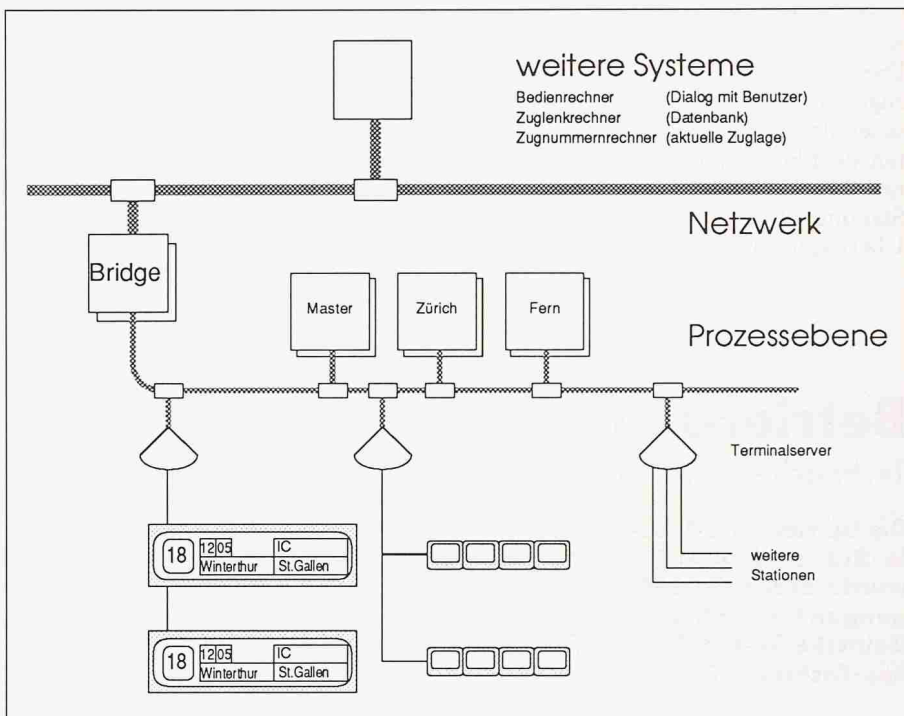 weitere Systeme
Bedienrechner (Dialog mit Benutzer)
Zuglenkrechner (Datenbank)
Zugnummernrechner (aktuelle Zuglage)
Netzwerk
Bridge
Master
Zürich
Fern
Prozessebene
Terminalserver
18
12 05
IC
Winterthur
St.Gallen
weitere
Stationen
18
12 05
IC
Winterthur
St.Gallen